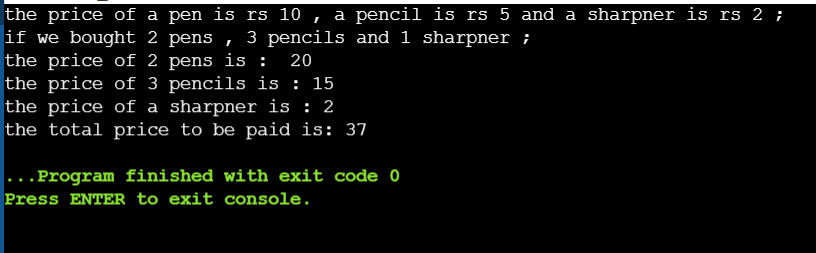 the price of a pen is rs 10 , a pencil is rs 5 and a sharpner is rs 2 ;
if we bought 2 pens , 3 pencils and 1 sharpner ;
the price of 2 pens is :  20
the price of 3 pencils is : 15
the price of a sharpner is : 2
the total price to be paid is: 37
...Program finished with exit code 0
Press ENTER to exit console.